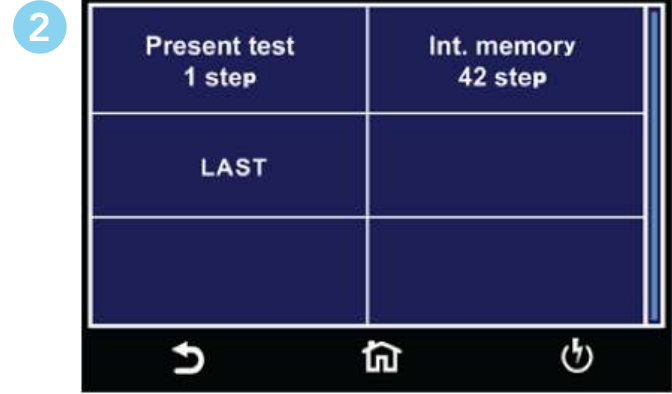 2
Present test
1 step
Int. memory
42 step
LAST